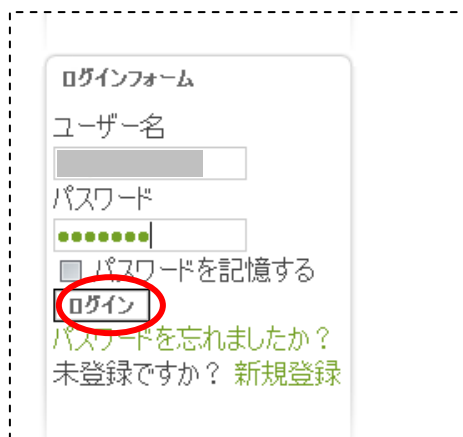 ログインフォーム
ユーザー名
パスワード
●●●●●●●
パスワードを記憶する
ログイン
パスワードを忘れましたか？
未登録ですか？ 新規登録